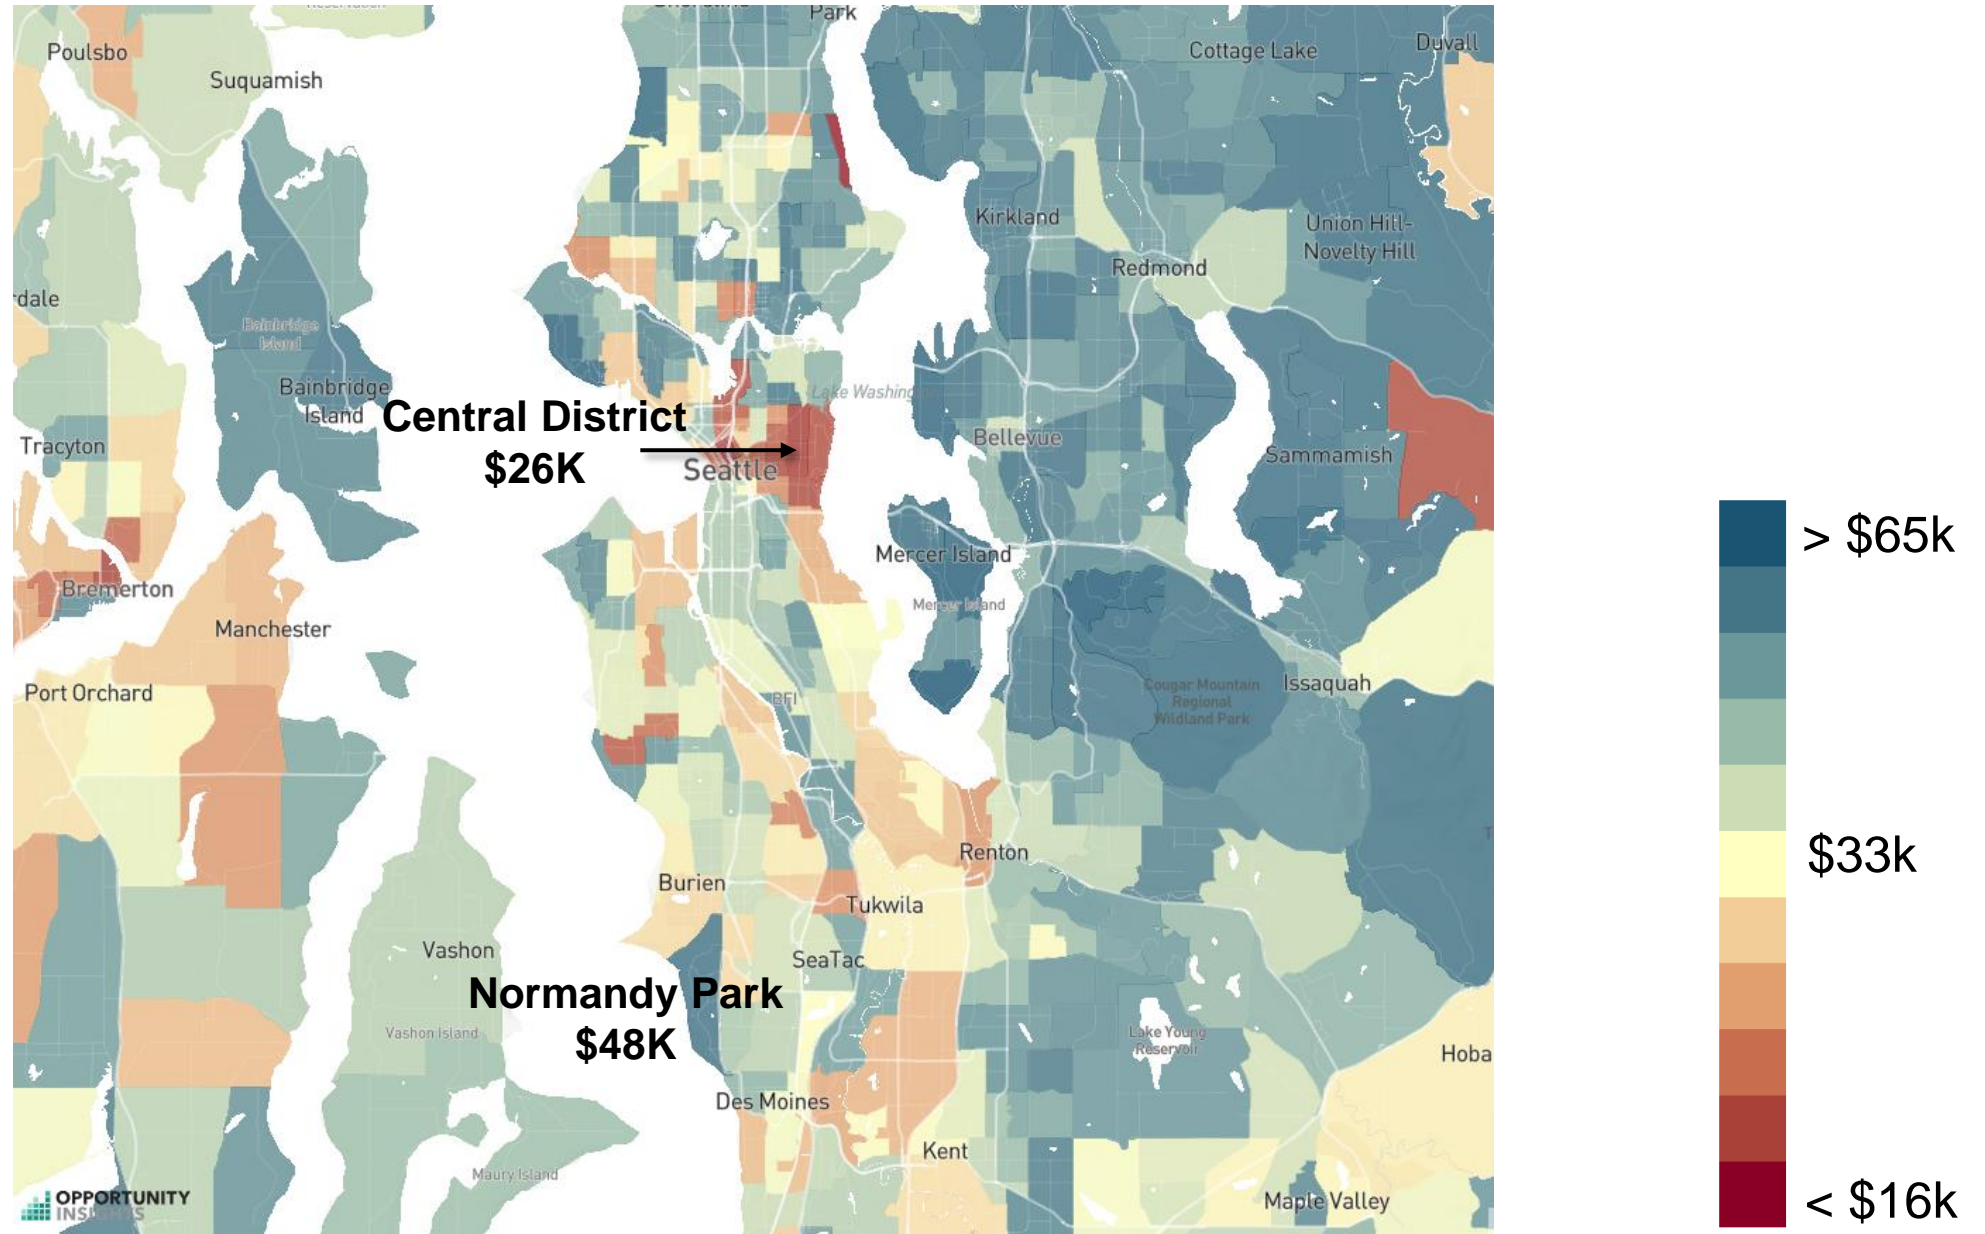 Park
Poulsbo
Suquamish
Cottage Lake
Duvall
Kirkland
Union Hill-
Novelty Hill
Redmond
rdale
Bainbridge
Island
Bainbridge
Island
Lake Washing
Central District
$26K
Seattle
Bellevue
Sammamish
Tracyton
> $65k
Mercer Island
Mercer Island
Bremerton
Manchester
Port Orchard
BFI
Cougar Mountain
Regional
Wildland Park
Issaquah
$33k
Renton
Burien
Tukwila
Vashon
SeaTac
Normandy Park
$48K
Vashon Island
Lake Young
Reservoir
Hoba
Des Moines
Kent
Maury Island
Maple Valley
OPPORTUNITY
INSIGHTS
< $16k